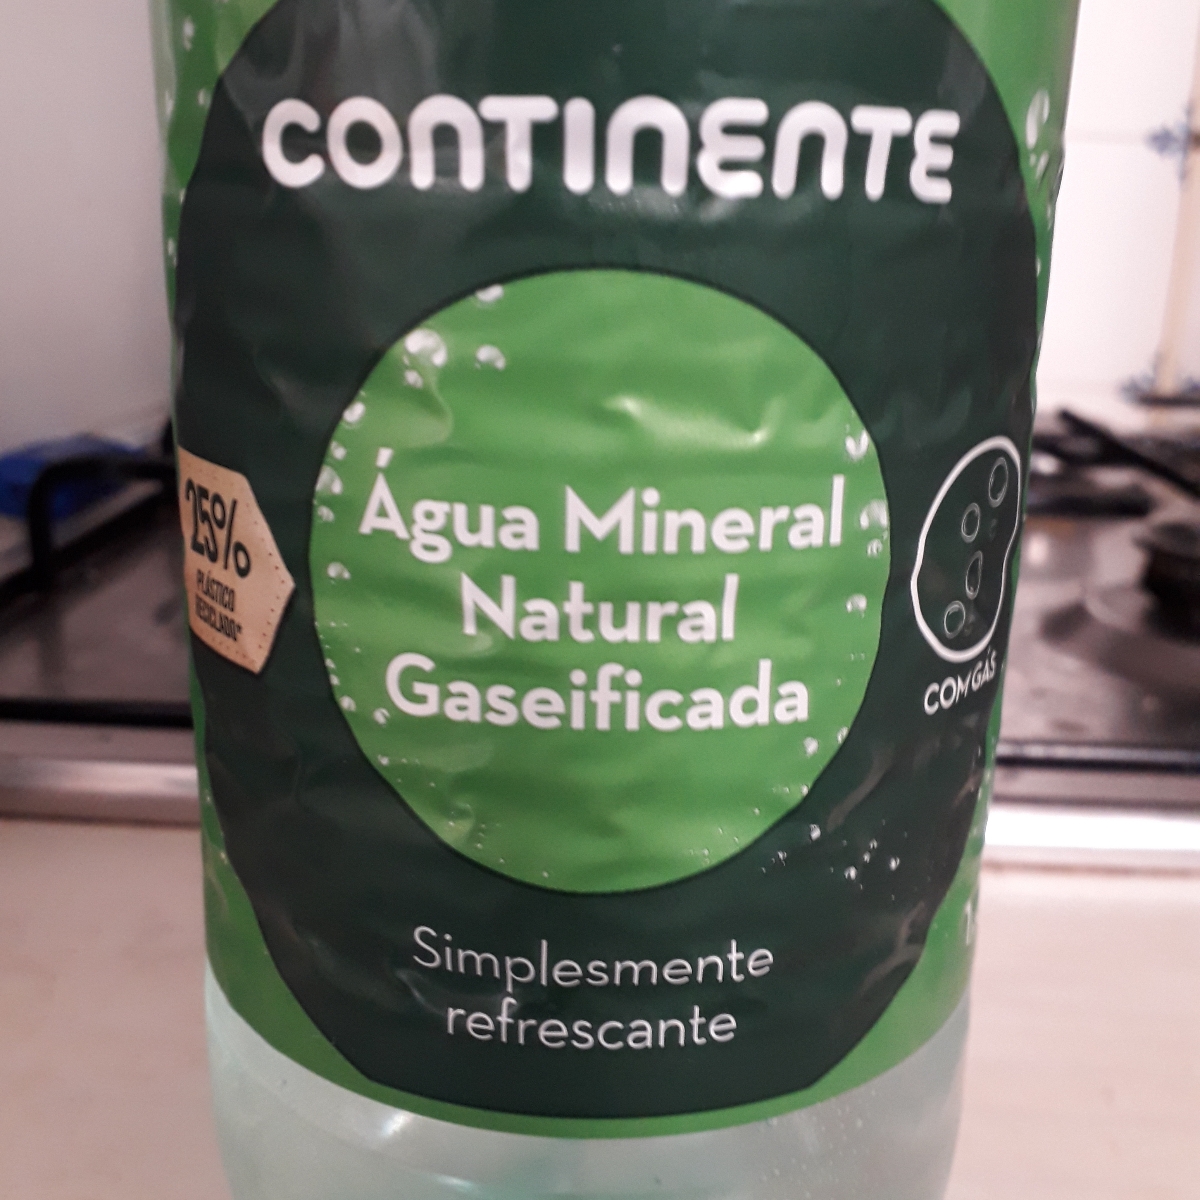 CONTINENTE
Água Mineral
Natural
Gaseificada
25%
PLÁSTICO
RECICLADO*
COM GÁS
Simplesmente
refrescante